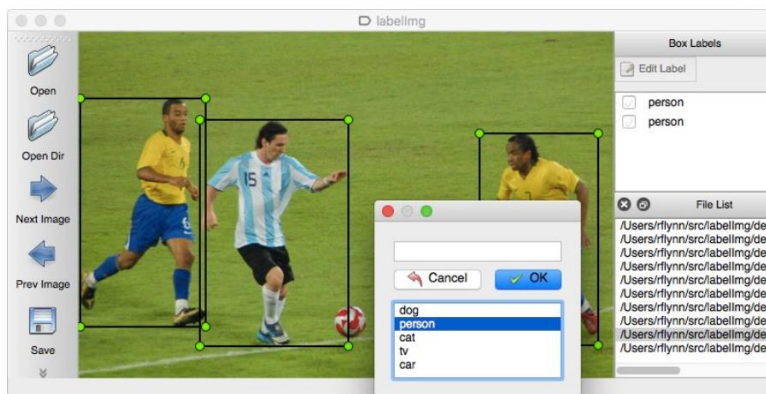 labelImg
Open
Open Dir
Next Image
Prev Image
Save
6
15
Box Labels
Edit Label
person
person
File List
/Users/rflynn/src/labelImg/de
/Users/rflynn/src/labelImg/de
/Users/rflynn/src/labelImg/de
/Users/rflynn/src/labelImg/de
/Users/rflynn/src/labelImg/de
/Users/rflynn/src/labelImg/de
/Users/rflynn/src/labelImg/de
/Users/rflynn/src/labelImg/de
/Users/rflynn/src/labelImg/de
/Users/rflynn/src/labelImg/de
Cancel
OK
dog
person
cat
tv
car